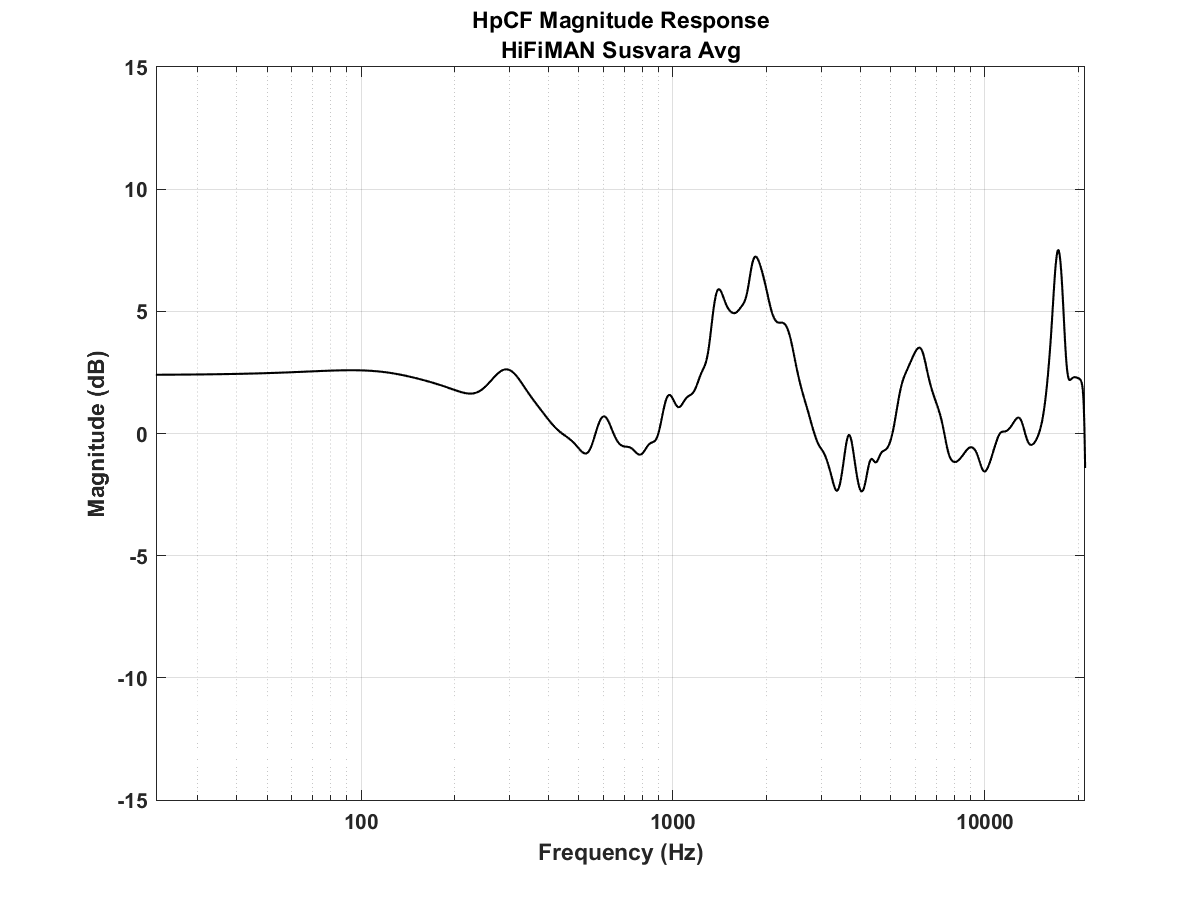 HpCF Magnitude Response
HiFiMAN Susvara Avg
15
10
5
0
-5
-10
-15
Magnitude (dB)
100
1000
10000
Frequency (Hz)